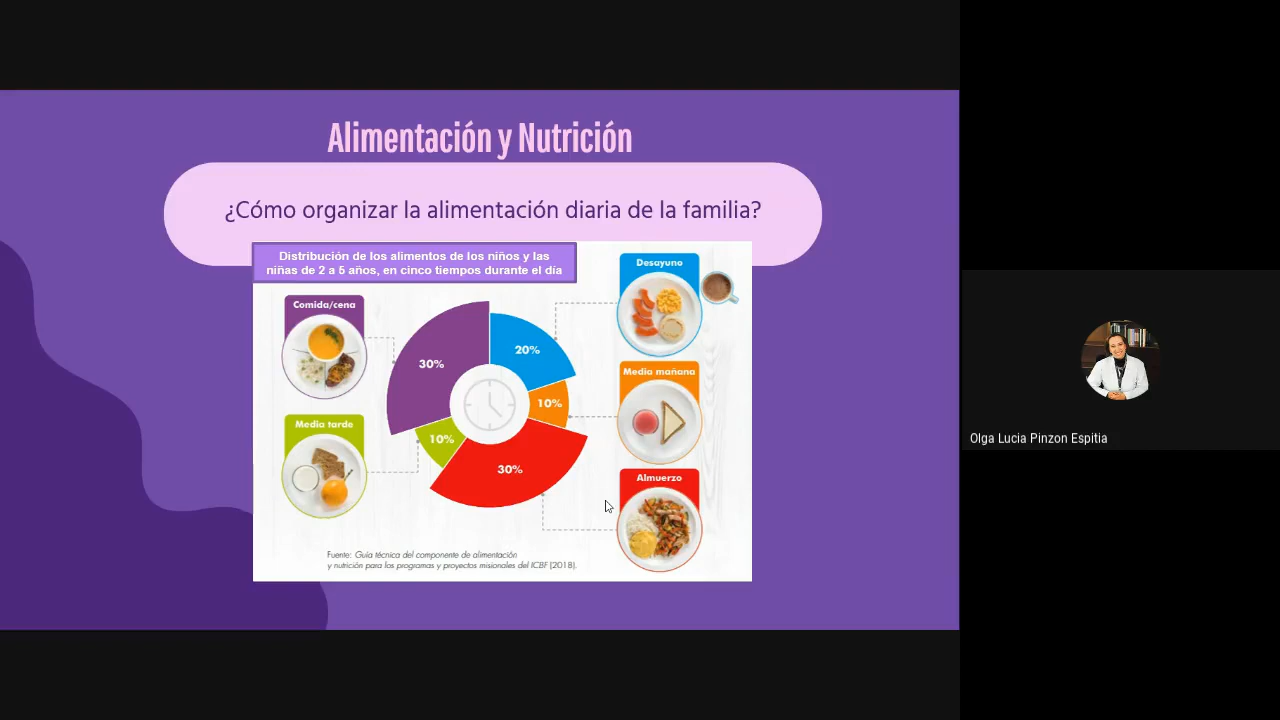 Alimentación y Nutrición
¿Cómo organizar la alimentación diaria de la familia?
Distribución de los alimentos de los niños y las
niñas de 2 a 5 años, en cinco tiempos durante el día
Comida/cena
Media tarde
30%
20%
10%
10%
30%
Desayuno
Media mañana
Almuerzo
Fuente: Guía técnica del componente de alimentación
y nutrición para los programas y proyectos misionales del ICBF (2018).
Olga Lucia Pinzon Espitia